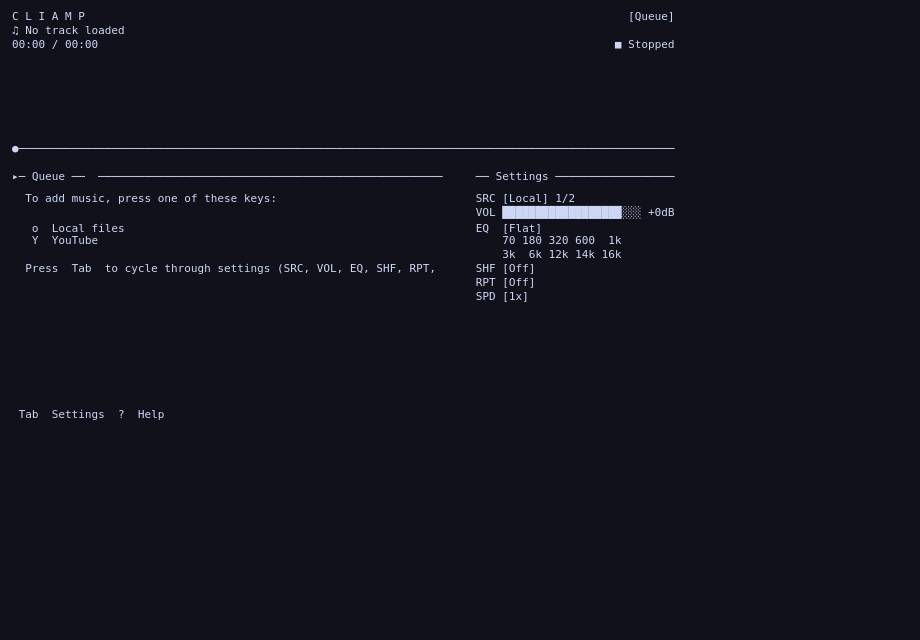 C L I A M P [Queue]
♫ No track loaded
00:00 / 00:00 ■ Stopped
▸─ Queue ── ── Settings
To add music, press one of these keys: SRC [Local] 1/2
VOL +0dB
o Local files EQ [Flat]
Y YouTube 70 180 320 600 1k
3k 6k 12k 14k 16k
Press Tab to cycle through settings (SRC, VOL, EQ, SHF, RPT, SHF [Off]
RPT [Off]
SPD [1x]
Tab Settings ? Help